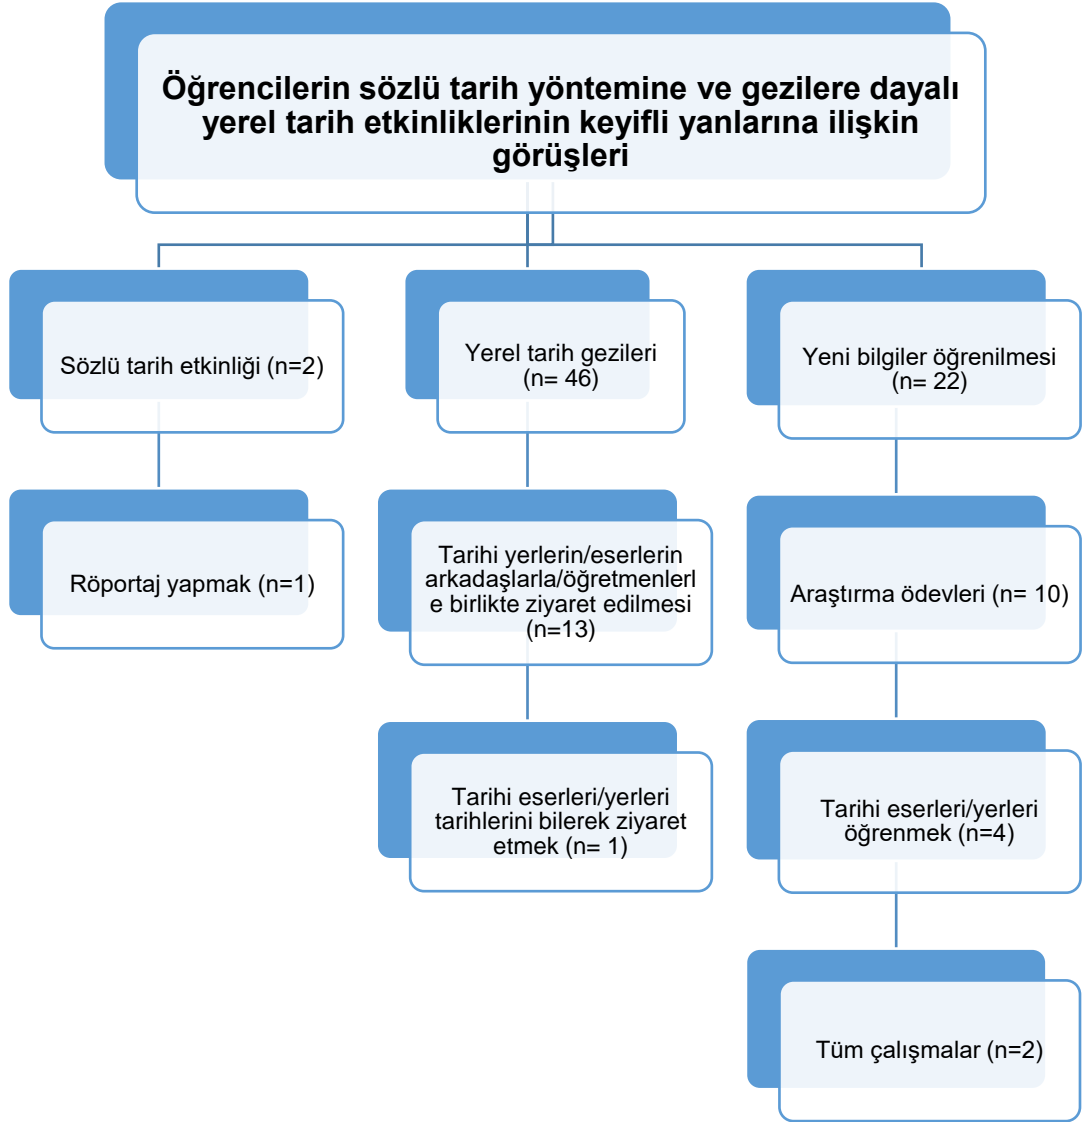 Öğrencilerin sözlü tarih yöntemine ve gezilere dayalı
yerel tarih etkinliklerinin keyifli yanlarına ilişkin
görüşleri
Sözlü tarih etkinliği (n=2)
Röportaj yapmak (n=1)
Yerel tarih gezileri
(n= 46)
Tarihi yerlerin/eserlerin
arkadaşlarla/öğretmenlerl
e birlikte ziyaret edilmesi
(n=13)
Tarihi eserleri/yerleri
tarihlerini bilerek ziyaret
etmek (n= 1)
Yeni bilgiler öğrenilmesi
(n= 22)
Araştırma ödevleri (n= 10)
Tarihi eserleri/yerleri
öğrenmek (n=4)
Tüm çalışmalar (n=2)